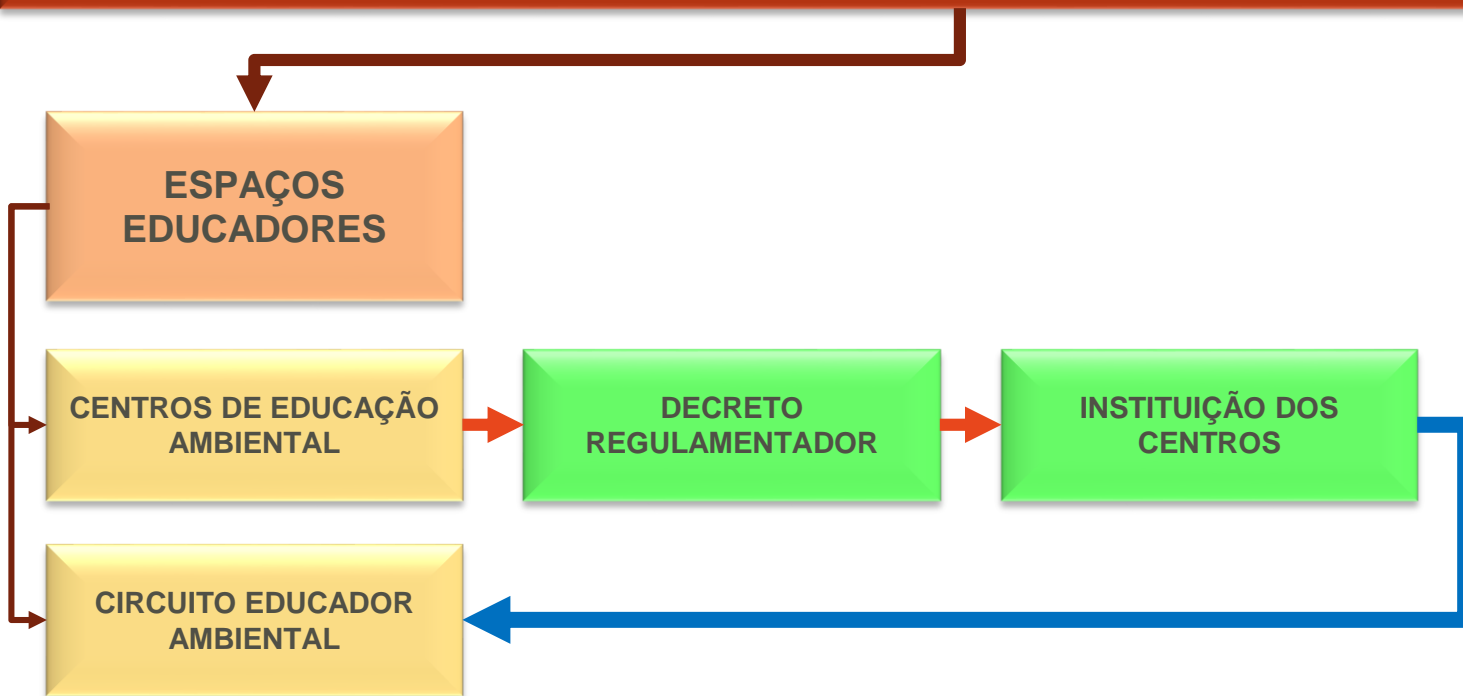 ESPAÇOS
EDUCADORES
CENTROS DE EDUCAÇÃO
AMBIENTAL
DECRETO
REGULAMENTADOR
INSTITUIÇÃO DOS
CENTROS
CIRCUITO EDUCADOR
AMBIENTAL